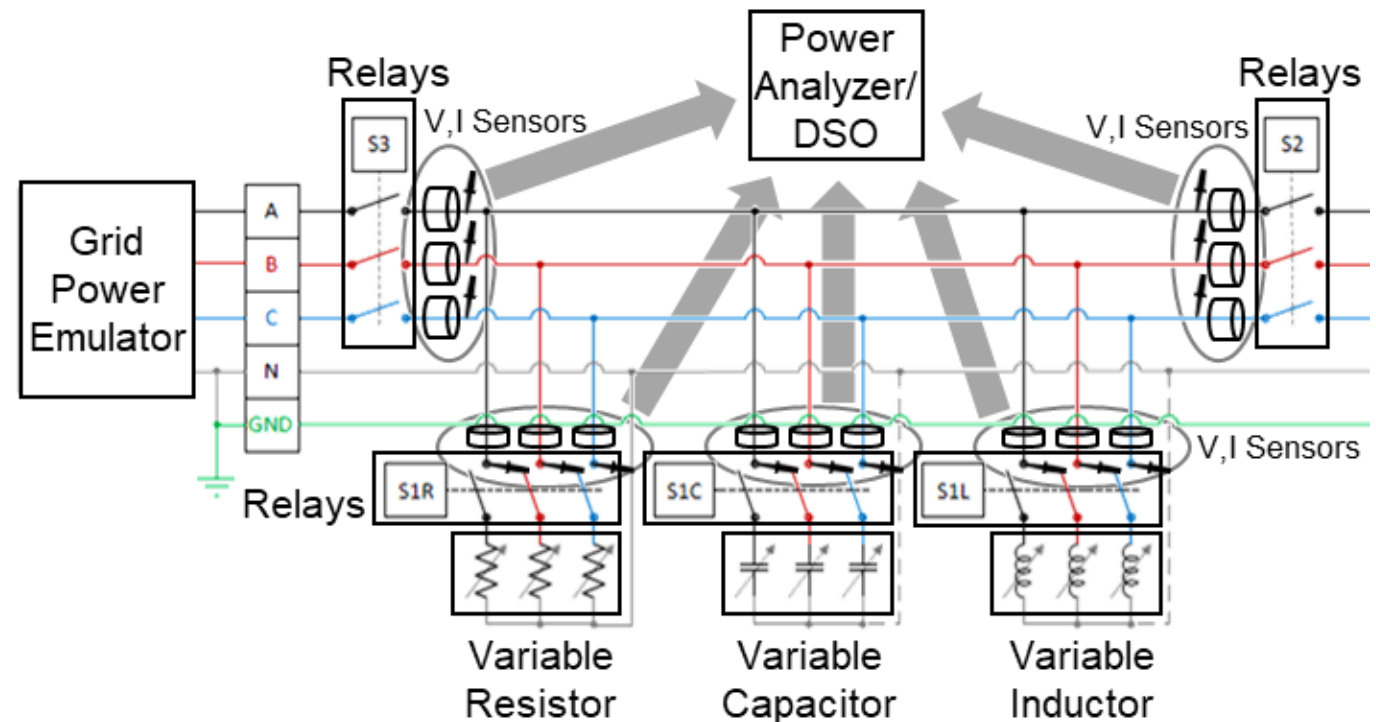 Power
Analyzer/
DSO
Relays
Relays
V,I Sensors
V,I Sensors
S3
S2
Grid
Power
Emulator
A
B
C
N
GND
V,I Sensors
Relays
S1R
S1C
S1L
Variable
Resistor
Variable
Capacitor
Variable
Inductor